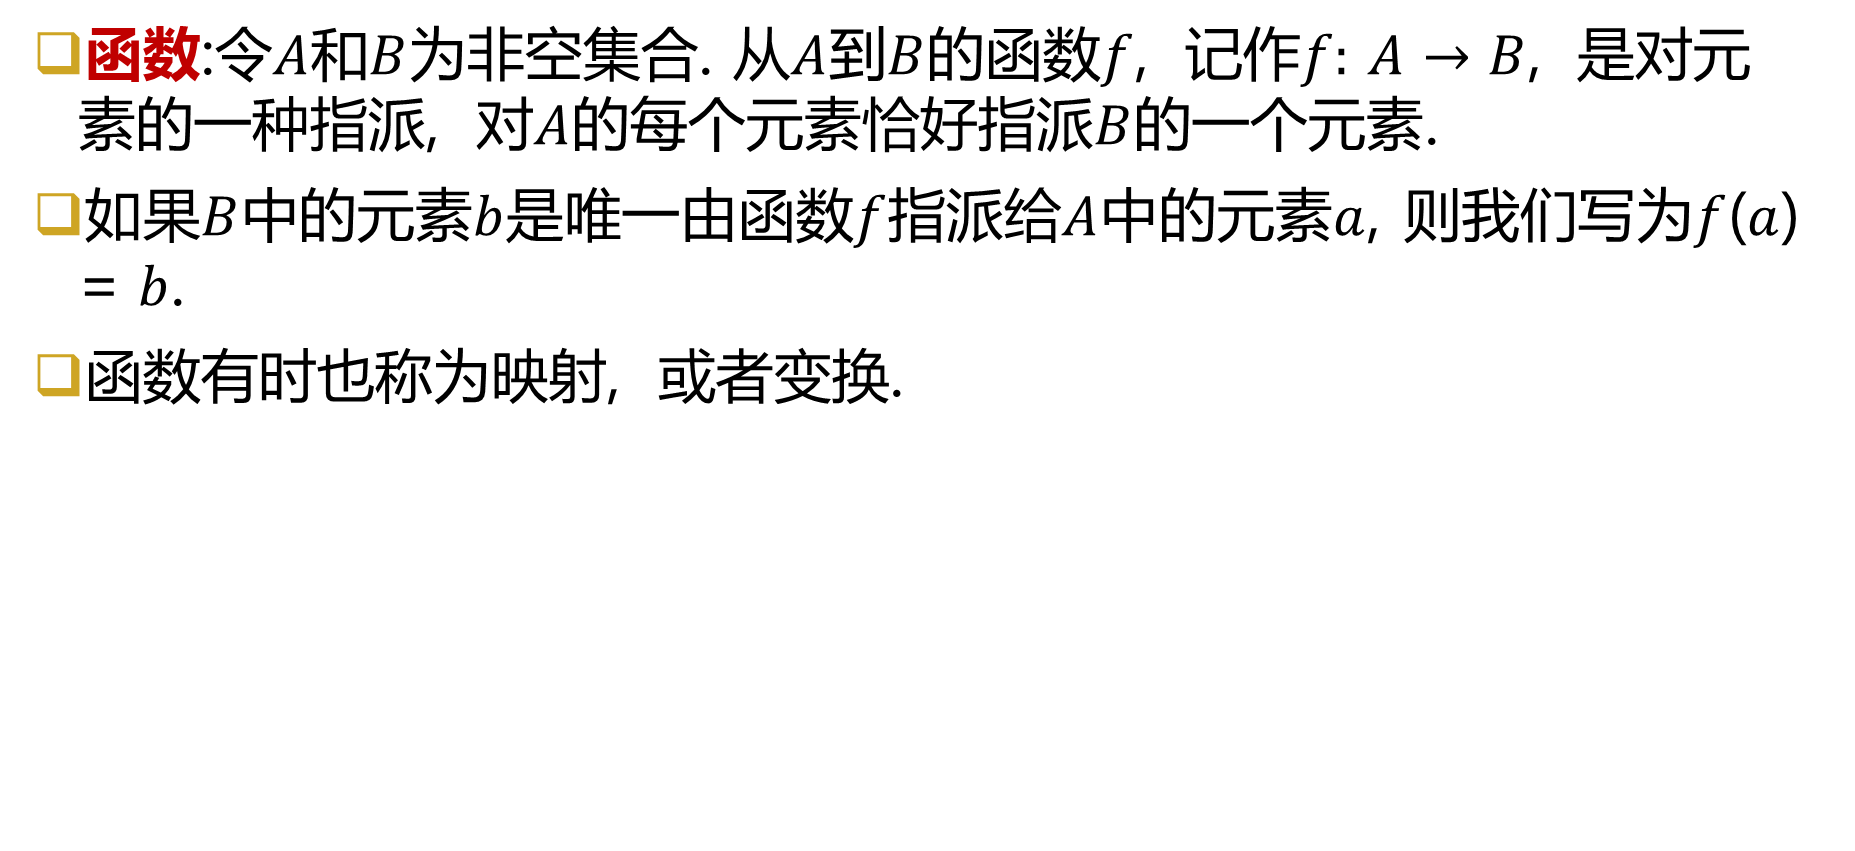 ❑函数:令A和B为非空集合. 从A到B的函数f，记作f: A → B，是对元
素的一种指派，对A的每个元素恰好指派B的一个元素.
❑如果B中的元素b是唯一由函数f指派给A中的元素a, 则我们写为f(a)
= b.
❑函数有时也称为映射，或者变换.